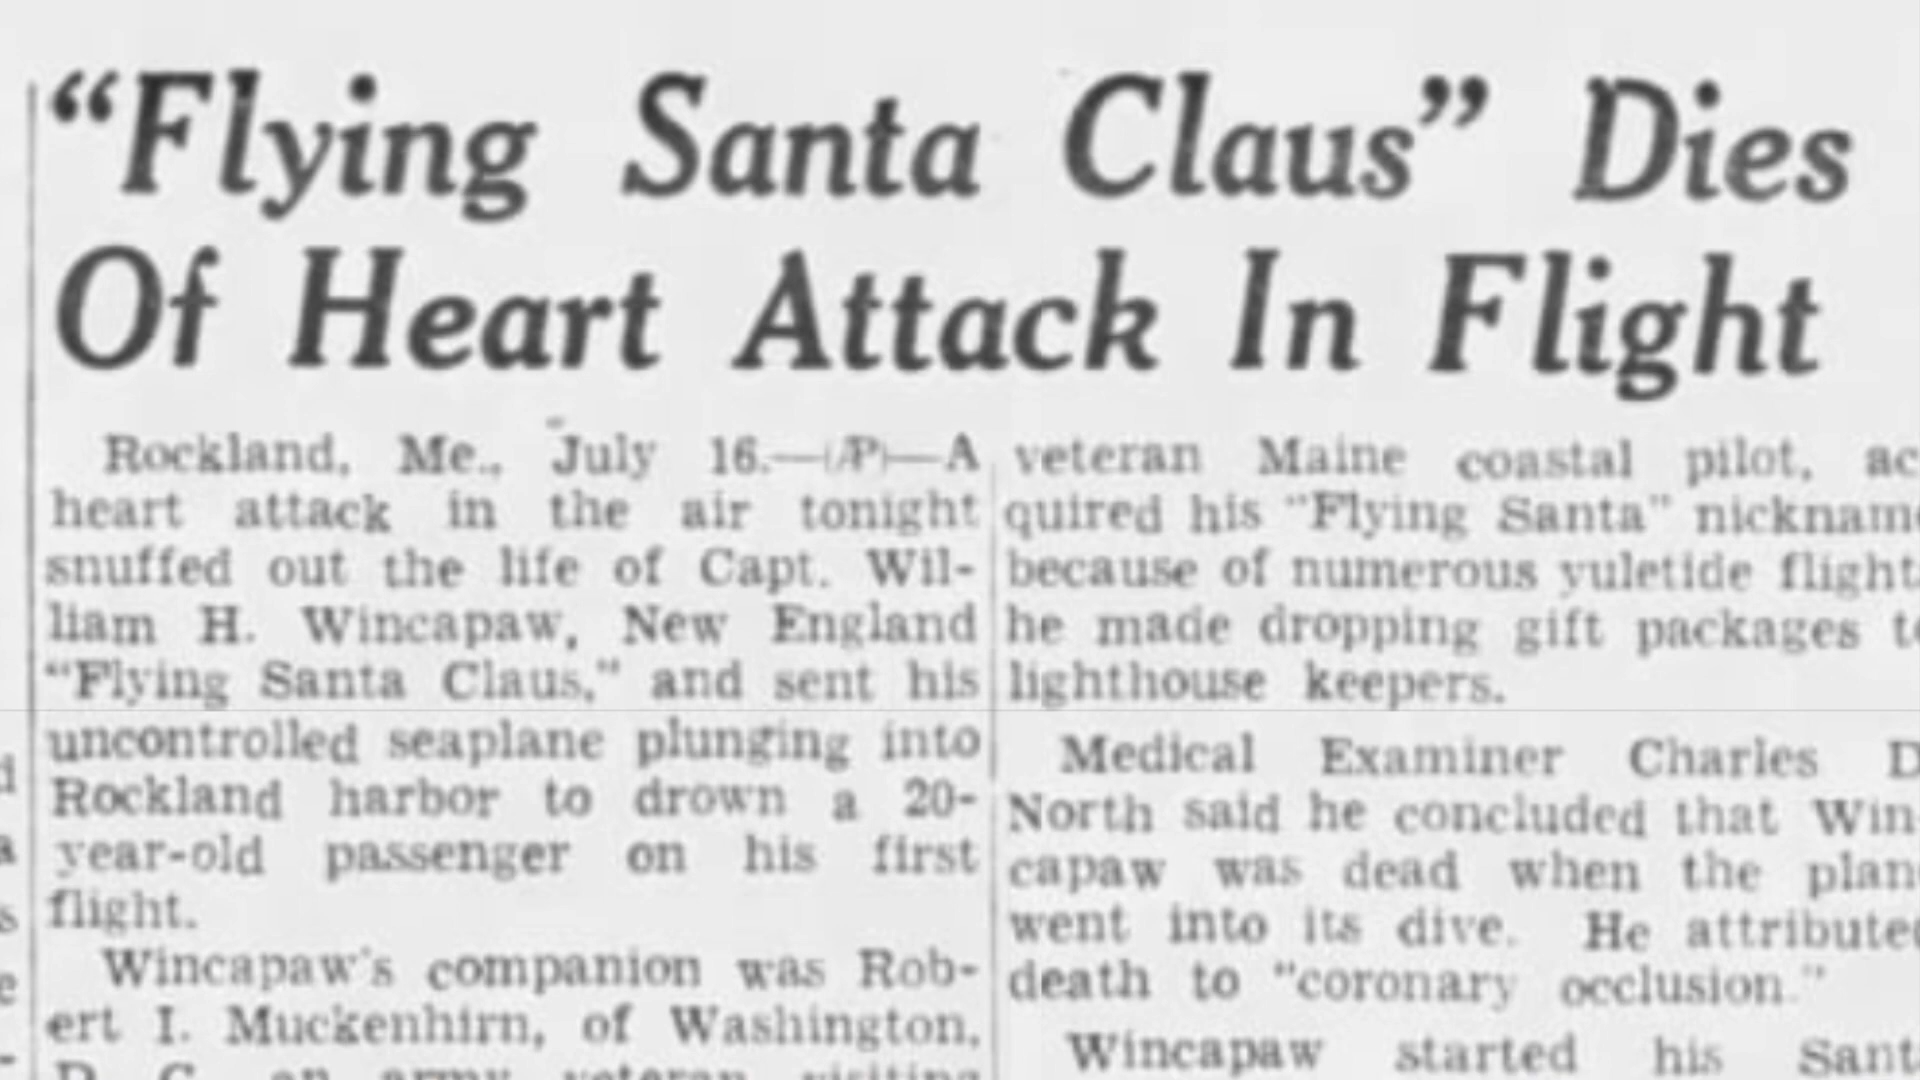 “Flying Santa Claus” Dies
Of Heart Attack In Flight
Rockland, Me., July 16.—(AP)—A
heart attack in the air tonight
snuffed out the life of Capt. Wil-
liam H. Wincapaw, New England
“Flying Santa Claus,” and sent his
uncontrolled seaplane plunging into
Rockland harbor to drown a 20-
year-old passenger on his first
flight.
Wincapaw's companion was Rob-
ert I. Muckenhirn, of Washington,
D. C. an army veteran visiting
veteran Maine coastal pilot, ac
quired his "Flying Santa" nickname
because of numerous yuletide flights
he made dropping gift packages to
lighthouse keepers.
Medical Examiner Charles D
North said he concluded that Win-
capaw was dead when the plane
went into its dive. He attributed
death to "coronary occlusion."
Wincapaw started his Sant